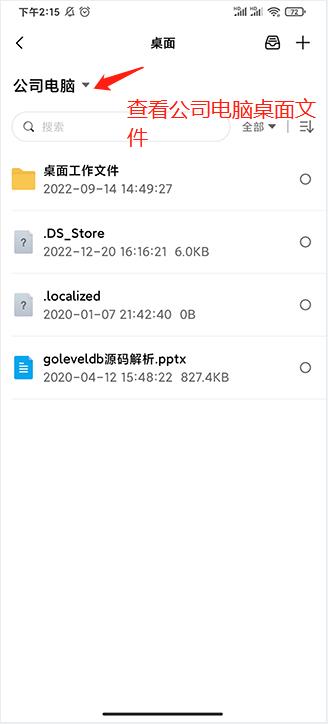 下午2:15
72
桌面
公司电脑
查看公司电脑桌面文
件
搜索
全部
桌面工作文件
2022-09-14 14:49:27
.DS_Store
2022-12-20 16:16:21 6.0KB
.localized
2020-01-07 21:42:40 0B
goleveldb源码解析.pptx
2020-04-12 15:48:22 827.4KB